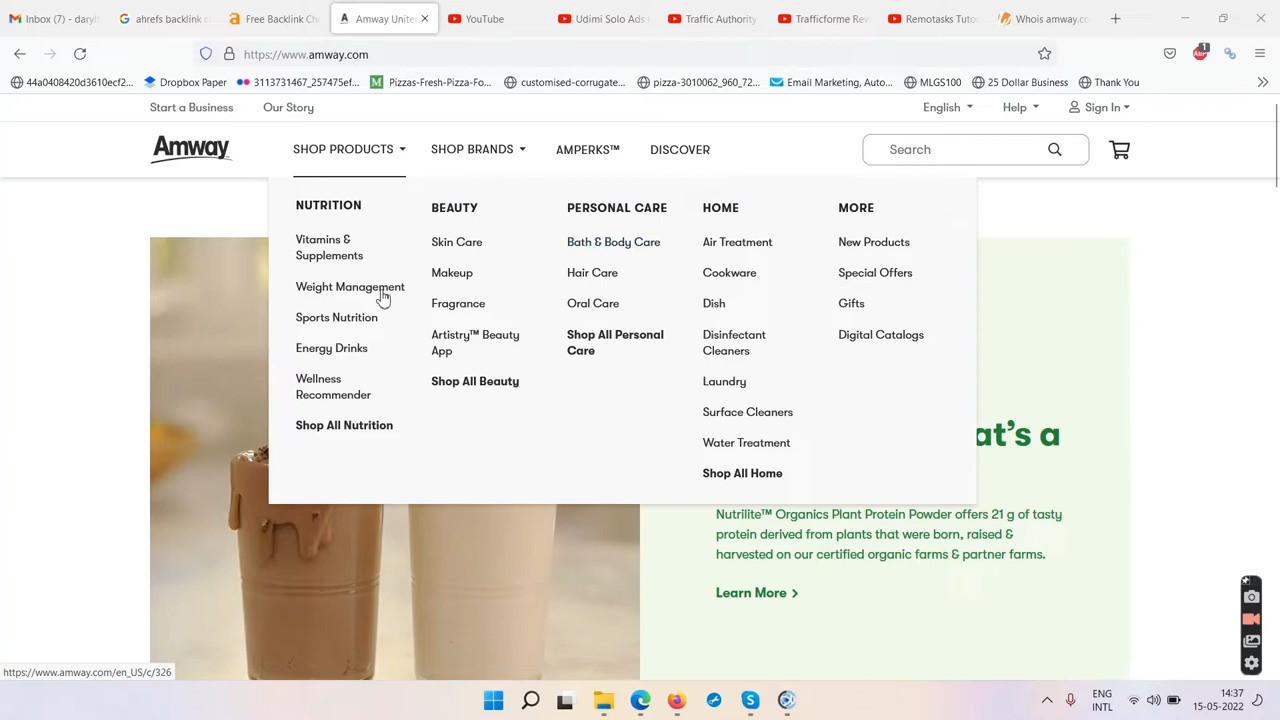 Inbox (6) - daryl
ahrefs backlink c
Free Backlink Ch
Amway Unite
YouTube
Udimi Solo Ads
Traffic Authority
Trafficforme Rev
Remotasks Tutor
Whois amway.co
https://www.amway.com
1
44a0408420d3610ecf2...
Dropbox Paper
3113731467_257475ef...
Pizzas-Fresh-Pizza-Fo...
customised-corrugate...
pizza-3010062_960_72...
Email Marketing, Auto...
MLGS100
25 Dollar Business
Thank You
Start a Business
Our Story
English
Help
Sign In
Amway
SHOP PRODUCTS
SHOP BRANDS
AMPERKS™
DISCOVER
Search
NUTRITION
Vitamins &
Supplements
Weight Management
Sports Nutrition
Energy Drinks
Wellness
Recommender
Shop All Nutrition
BEAUTY
Skin Care
Makeup
Fragrance
Artistry™ Beauty
App
Shop All Beauty
PERSONAL CARE
Bath & Body Care
Hair Care
Oral Care
Shop All Personal
Care
HOME
Air Treatment
Cookware
Dish
Disinfectant
Cleaners
Laundry
Surface Cleaners
Water Treatment
Shop All Home
MORE
New Products
Special Offers
Gifts
Digital Catalogs
at's a
Nutrilite™ Organics Plant Protein Powder offers 21 g of tasty
protein derived from plants that were born, raised &
harvested on our certified organic farms & partner farms.
Learn More
https://www.amway.com/en_US/c/326
ENG
INTL
14:37
15-05-2022